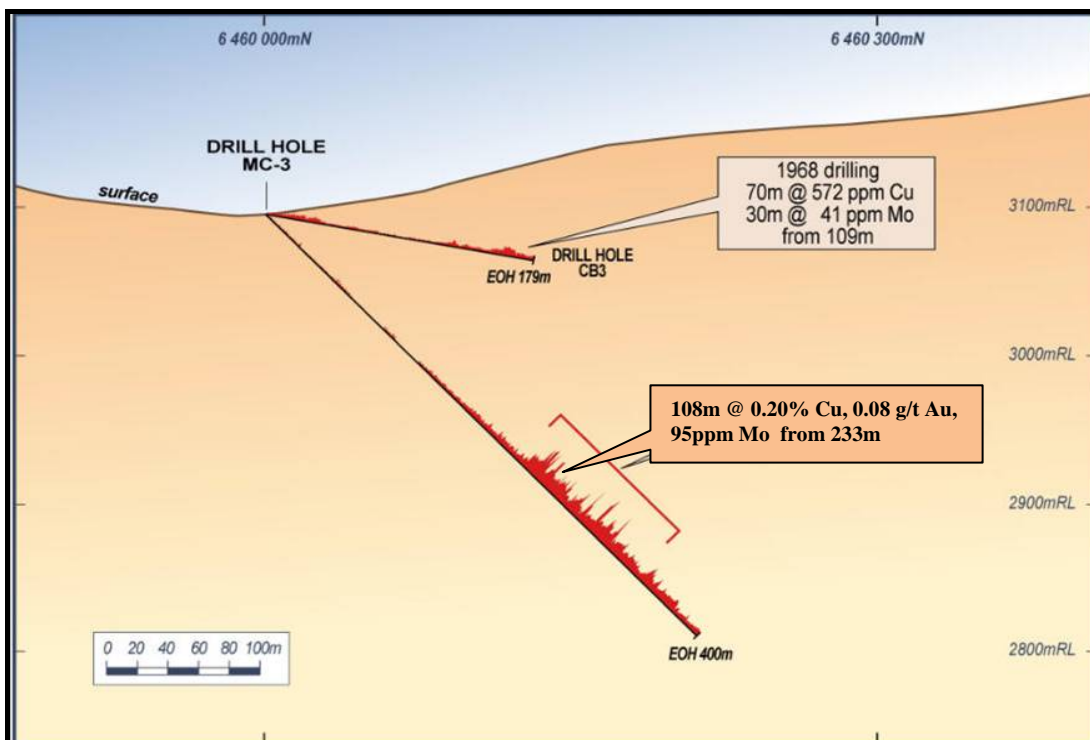 6 460 000mN
6 460 300mN
DRILL HOLE
MC-3
surface
1968 drilling
70m @ 572 ppm Cu
30m @ 41 ppm Mo
from 109m
3100mRL
DRILL HOLE
CB3
EOH 179m
3000mRL
108m @ 0.20% Cu, 0.08 g/t Au,
95ppm Mo from 233m
2900mRL
0 20 40 60 80 100m
EOH 400m
2800mRL